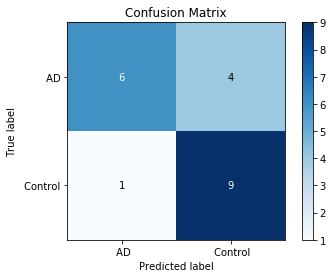 Confusion Matrix
9
8
7
6
5
4
3
2
1
True label
AD
6
4
Control
1
9
AD
Control
Predicted label